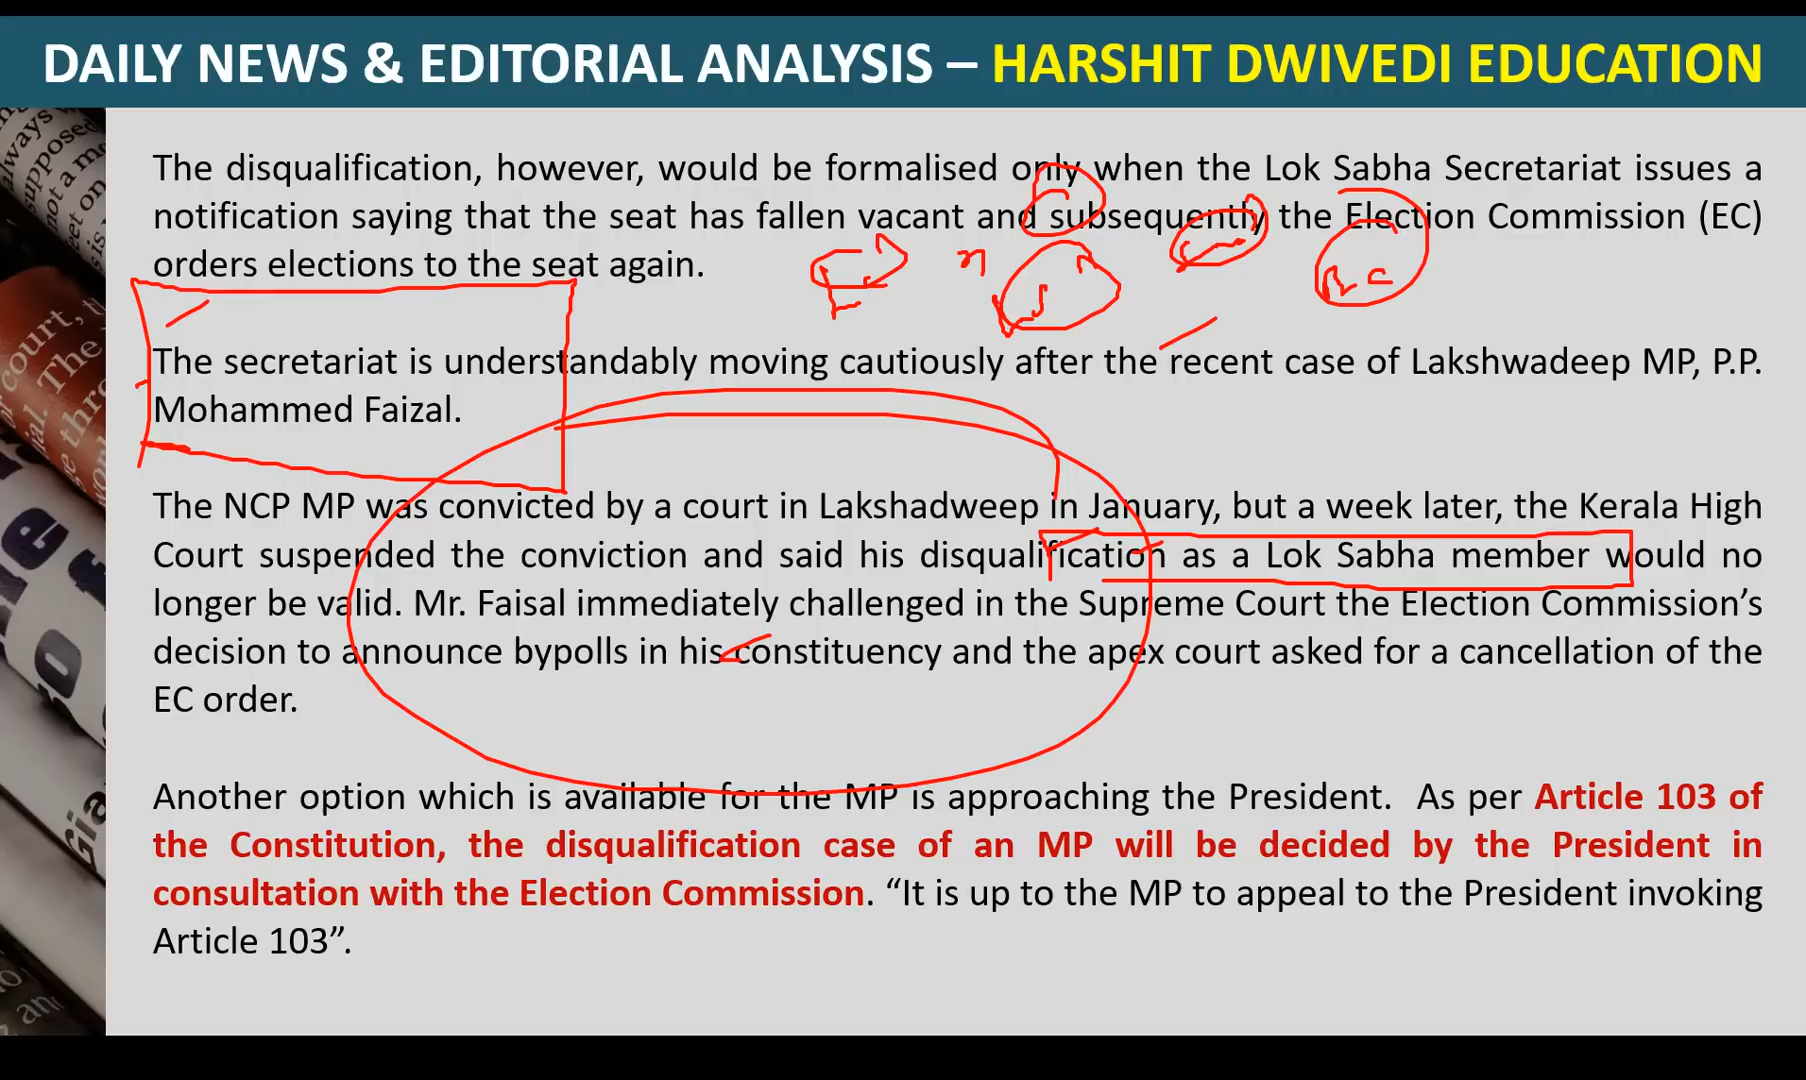 DAILY NEWS & EDITORIAL ANALYSIS – HARSHIT DWIVEDI EDUCATION
The disqualification, however, would be formalised only when the Lok Sabha Secretariat issues a
notification saying that the seat has fallen vacant and subsequently the Election Commission (EC)
orders elections to the seat again.
The secretariat is understandably moving cautiously after the recent case of Lakshwadeep MP, P.P.
Mohammed Faizal.
The NCP MP was convicted by a court in Lakshadweep in January, but a week later, the Kerala High
Court suspended the conviction and said his disqualification as a Lok Sabha member would no
longer be valid. Mr. Faisal immediately challenged in the Supreme Court the Election Commission’s
decision to announce bypolls in his constituency and the apex court asked for a cancellation of the
EC order.
Another option which is available for the MP is approaching the President. As per Article 103 of
the Constitution, the disqualification case of an MP will be decided by the President in
consultation with the Election Commission. “It is up to the MP to appeal to the President invoking
Article 103”.